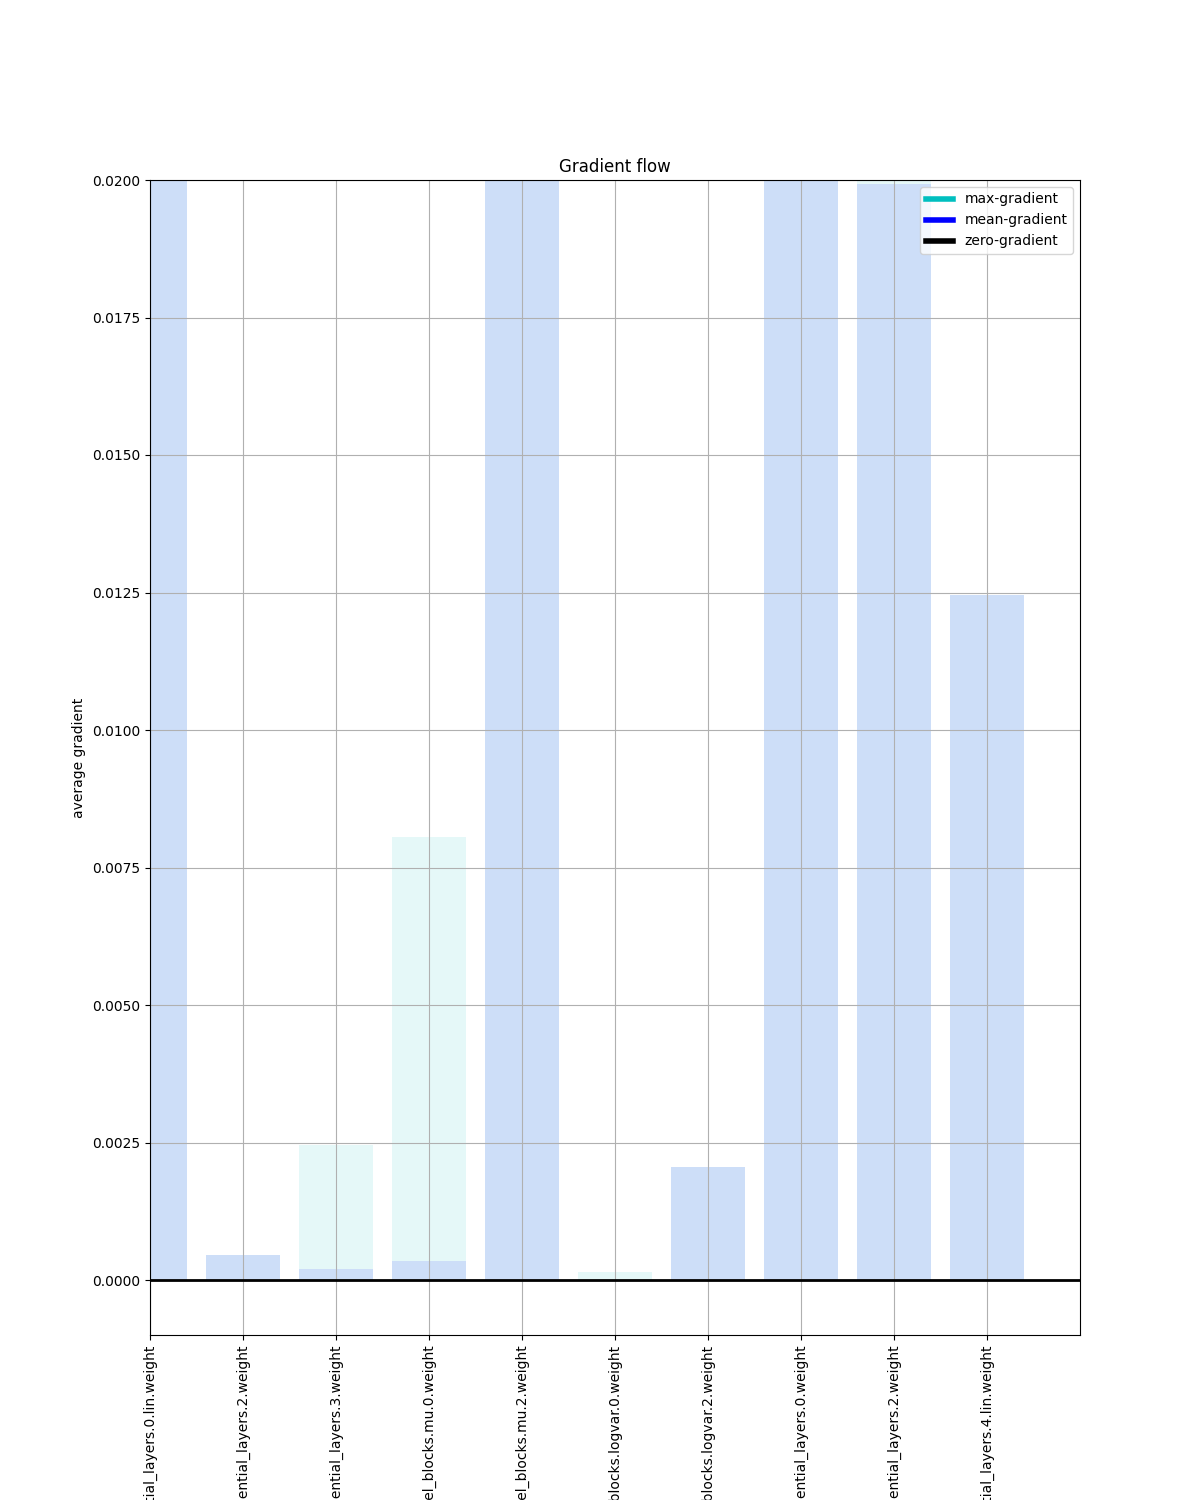 Gradient flow
max-gradient
mean-gradient
zero-gradient
0.0200
0.0175
0.0150
0.0125
0.0100
0.0075
0.0050
0.0025
0.0000
average gradient
tial_layers.0.lin.weight
ential_layers.2.weight
ential_layers.3.weight
el_blocks.mu.0.weight
el_blocks.mu.2.weight
blocks.logvar.0.weight
blocks.logvar.2.weight
ential_layers.0.weight
ential_layers.2.weight
tial_layers.4.lin.weight